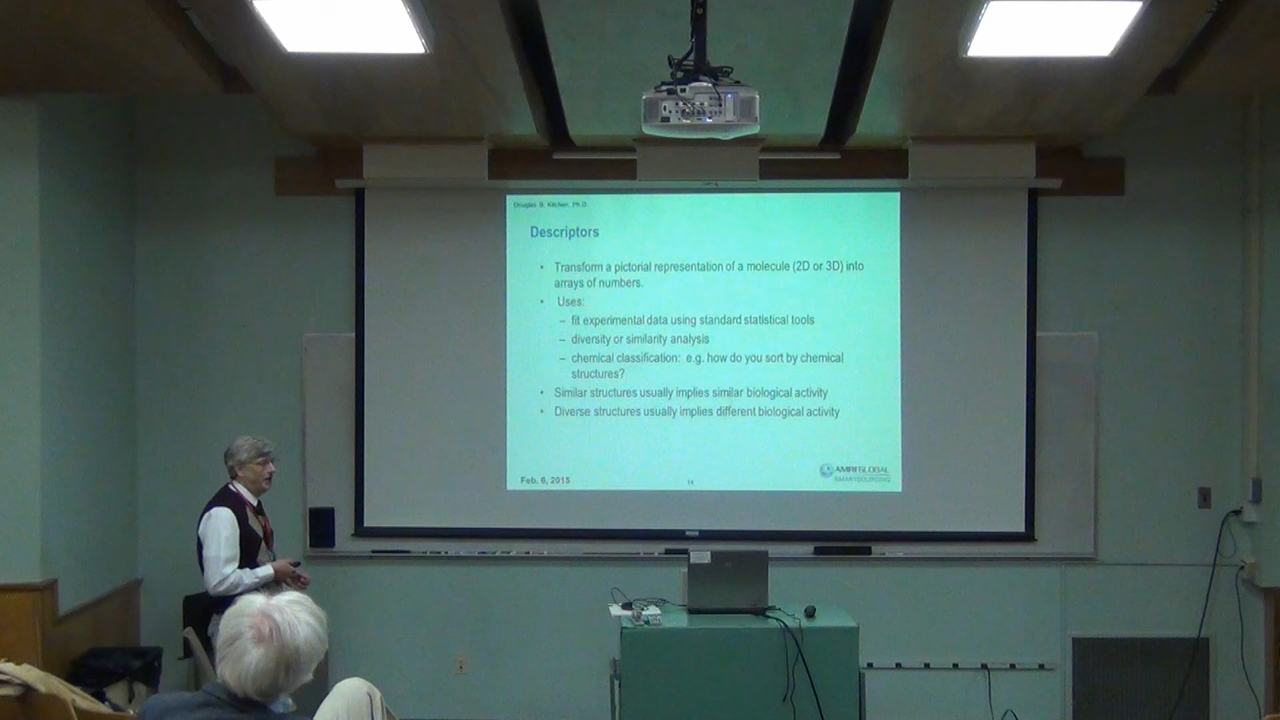 Douglas B. Kitchen, Ph.D.
Descriptors
• Transform a pictorial representation of a molecule (2D or 3D) into
arrays of numbers.
• Uses:
– fit experimental data using standard statistical tools
– diversity or similarity analysis
– chemical classification: e.g. how do you sort by chemical
structures?
• Similar structures usually implies similar biological activity
• Diverse structures usually implies different biological activity
Feb. 6, 2015
14
AMRI GLOBAL
SMARTSOURCING